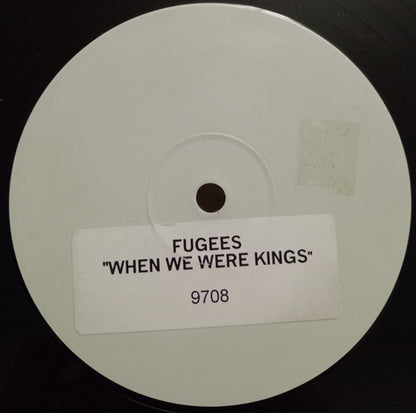 FUGEES
"WHEN WE WERE KINGS"
9708